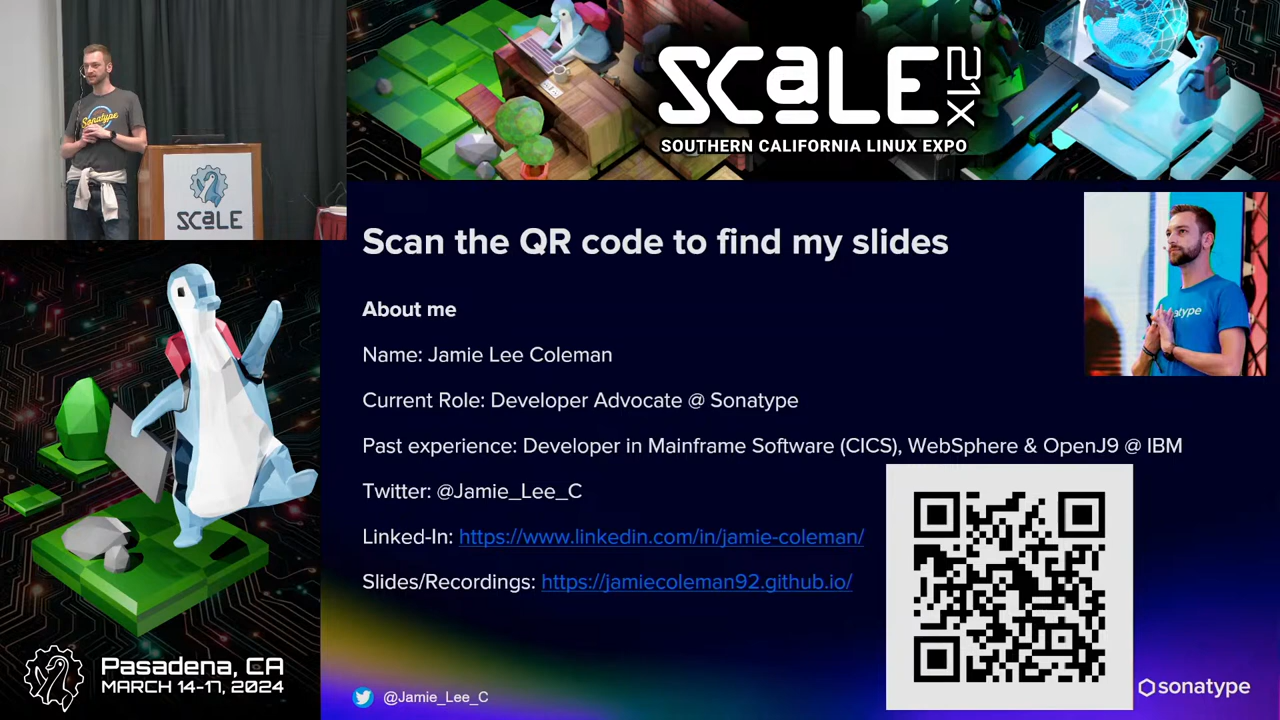 Sonatype
SCaLE
SCaLE 21x
SOUTHERN CALIFORNIA LINUX EXPO
Scan the QR code to find my slides
About me
Name: Jamie Lee Coleman
Current Role: Developer Advocate @ Sonatype
Past experience: Developer in Mainframe Software (CICS), WebSphere & OpenJ9 @ IBM
Twitter: @Jamie_Lee_C
Linked-In: https://www.linkedin.com/in/jamie-coleman/
Slides/Recordings: https://jamiecoleman92.github.io/
Pasadena, CA
MARCH 14-17, 2024
@Jamie_Lee_C
sonatype